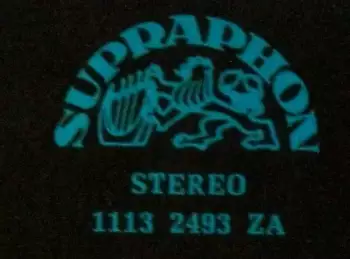 SUPRAPHON
STEREO
1113 2493 ZA